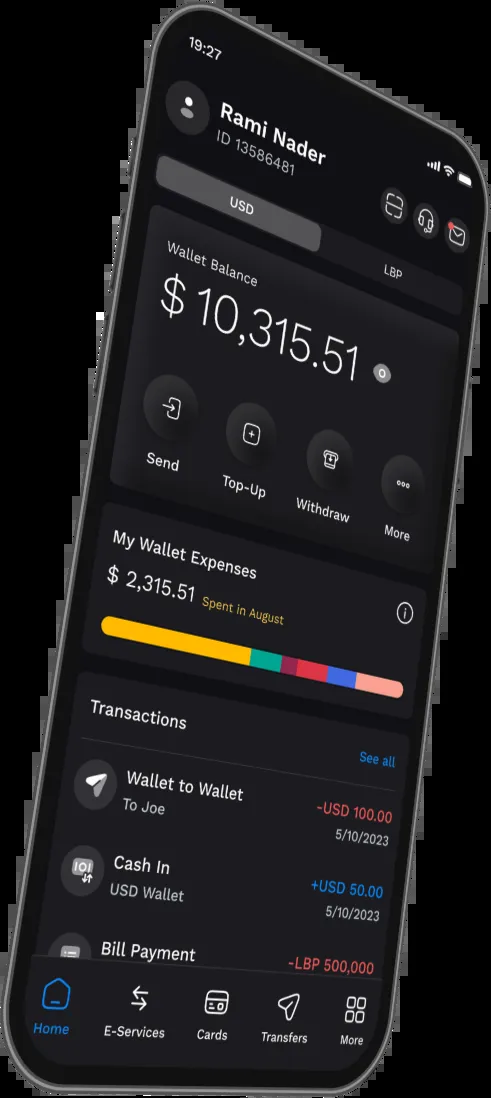 19:27
Rami Nader
ID 13586481
USD
LBP
Wallet Balance
$ 10,315.51
Send
Top-Up
Withdraw
More
My Wallet Expenses
$ 2,315.51 Spent in August
Transactions
See all
Wallet to Wallet
-USD 100.00
To Joe
5/10/2023
Cash In
+USD 50.00
USD Wallet
5/10/2023
Bill Payment
-LBP 500,000
Home
E-Services
Cards
Transfers
More